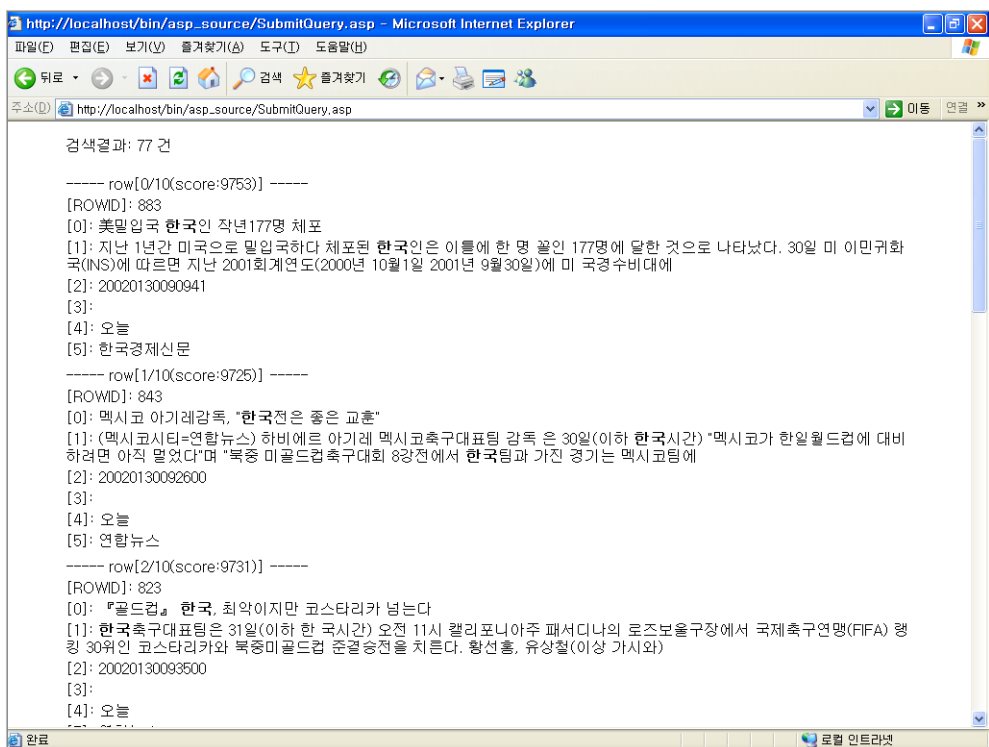 http://localhost/bin/asp_source/SubmitQuery.asp - Microsoft Internet Explorer
파일(F) 편집(E) 보기(V) 즐겨찾기(A) 도구(T) 도움말(H)
뒤로 검색 즐겨찾기
주소(D) http://localhost/bin/asp_source/SubmitQuery.asp 이동 연결 »
검색결과: 77 건
----- row[0/10(score:9753)] -----
[ROWID]: 883
[0]: 美밀입국 한국인 작년177명 체포
[1]: 지난 1년간 미국으로 밀입국하다 체포된 한국인은 이틀에 한 명 꼴인 177명에 달한 것으로 나타났다. 30일 미 이민귀화
국(INS)에 따르면 지난 2001회계연도(2000년 10월1일 2001년 9월30일)에 미 국경수비대에
[2]: 20020130090941
[3]:
[4]: 오늘
[5]: 한국경제신문
----- row[1/10(score:9725)] -----
[ROWID]: 843
[0]: 멕시코 아기레감독, "한국전은 좋은 교훈"
[1]: (멕시코시티=연합뉴스) 하비에르 아기레 멕시코축구대표팀 감독 은 30일(이하 한국시간) "멕시코가 한일월드컵에 대비
하려면 아직 멀었다"며 "북중 미골드컵축구대회 8강전에서 한국팀과 가진 경기는 멕시코팀에
[2]: 20020130092600
[3]:
[4]: 오늘
[5]: 연합뉴스
----- row[2/10(score:9731)] -----
[ROWID]: 823
[0]: 『골드컵』 한국, 최악이지만 코스타리카 넘는다
[1]: 한국축구대표팀은 31일(이하 한 국시간) 오전 11시 캘리포니아주 패서디나의 로즈보울구장에서 국제축구연맹(FIFA) 랭
킹 30위인 코스타리카와 북중미골드컵 준결승전을 치른다. 황선홍, 유상철(이상 가시와)
[2]: 20020130093500
[3]:
[4]: 오늘
완료 로컬 인트라넷